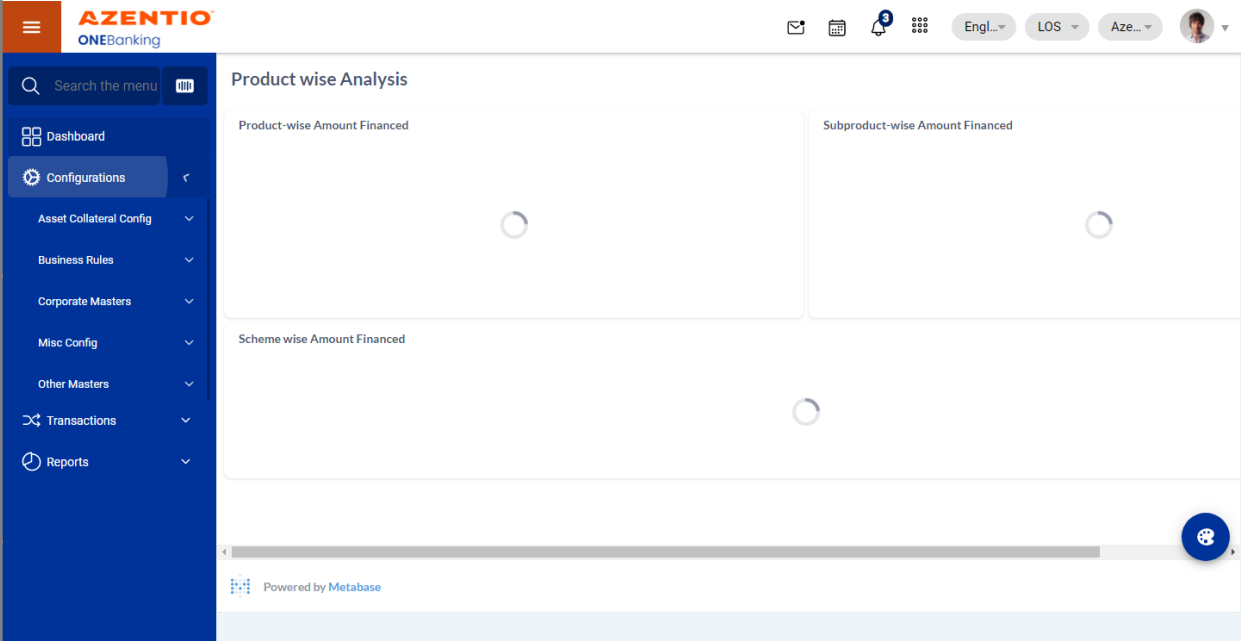 AZENTIO
ONEBanking
3
Engl...
LOS
Aze...
Search the menu
Dashboard
Configurations
Asset Collateral Config
Business Rules
Corporate Masters
Misc Config
Other Masters
Transactions
Reports
Product wise Analysis
Product-wise Amount Financed
Subproduct-wise Amount Financed
Scheme wise Amount Financed
Powered by Metabase